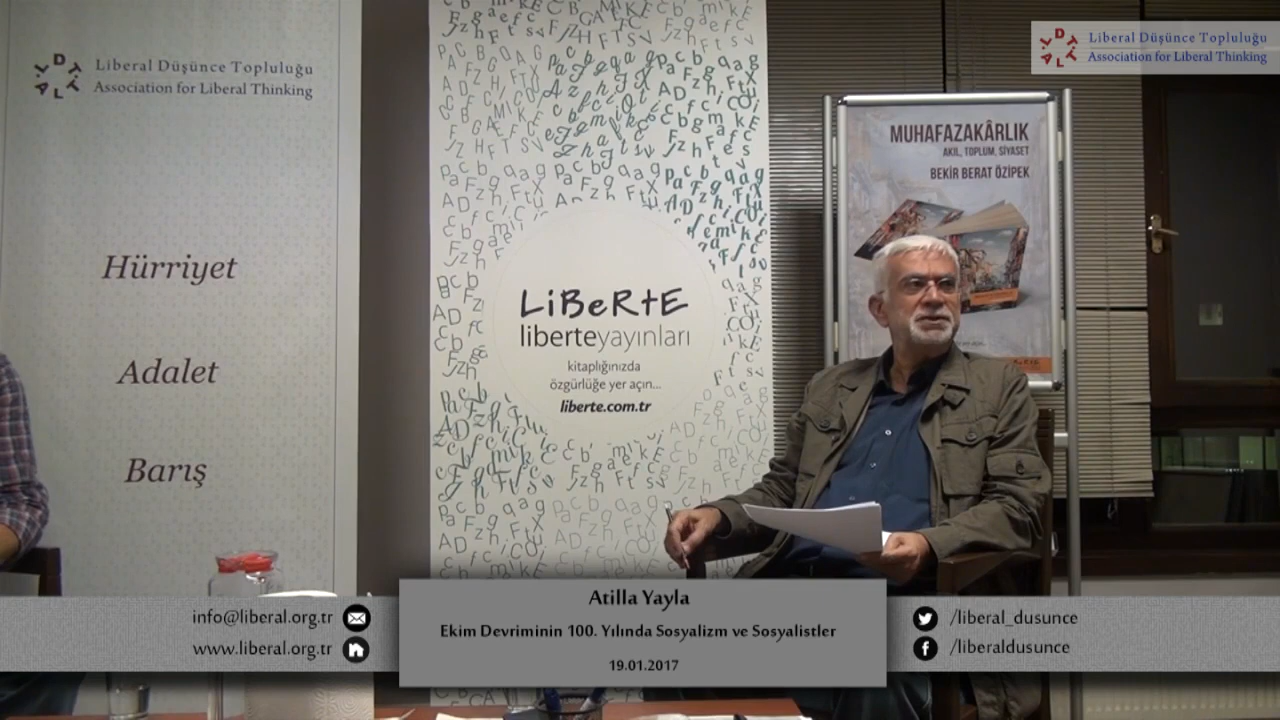 Liberal Düşünce Topluluğu
Association for Liberal Thinking
Hürriyet
Adalet
Barış
LiBeRtE
liberteyayınları
kitaplığınızda
özgürlüğe yer açın...
liberte.com.tr
MUHAFAZAKÂRLIK
AKIL, TOPLUM, SİYASET
BEKİR BERAT ÖZİPEK
Liberal Düşünce Topluluğu
Association for Liberal Thinking
info@liberal.org.tr
www.liberal.org.tr
Atilla Yayla
Ekim Devriminin 100. Yılında Sosyalizm ve Sosyalistler
19.01.2017
/liberal_dusunce
/liberaldusunce